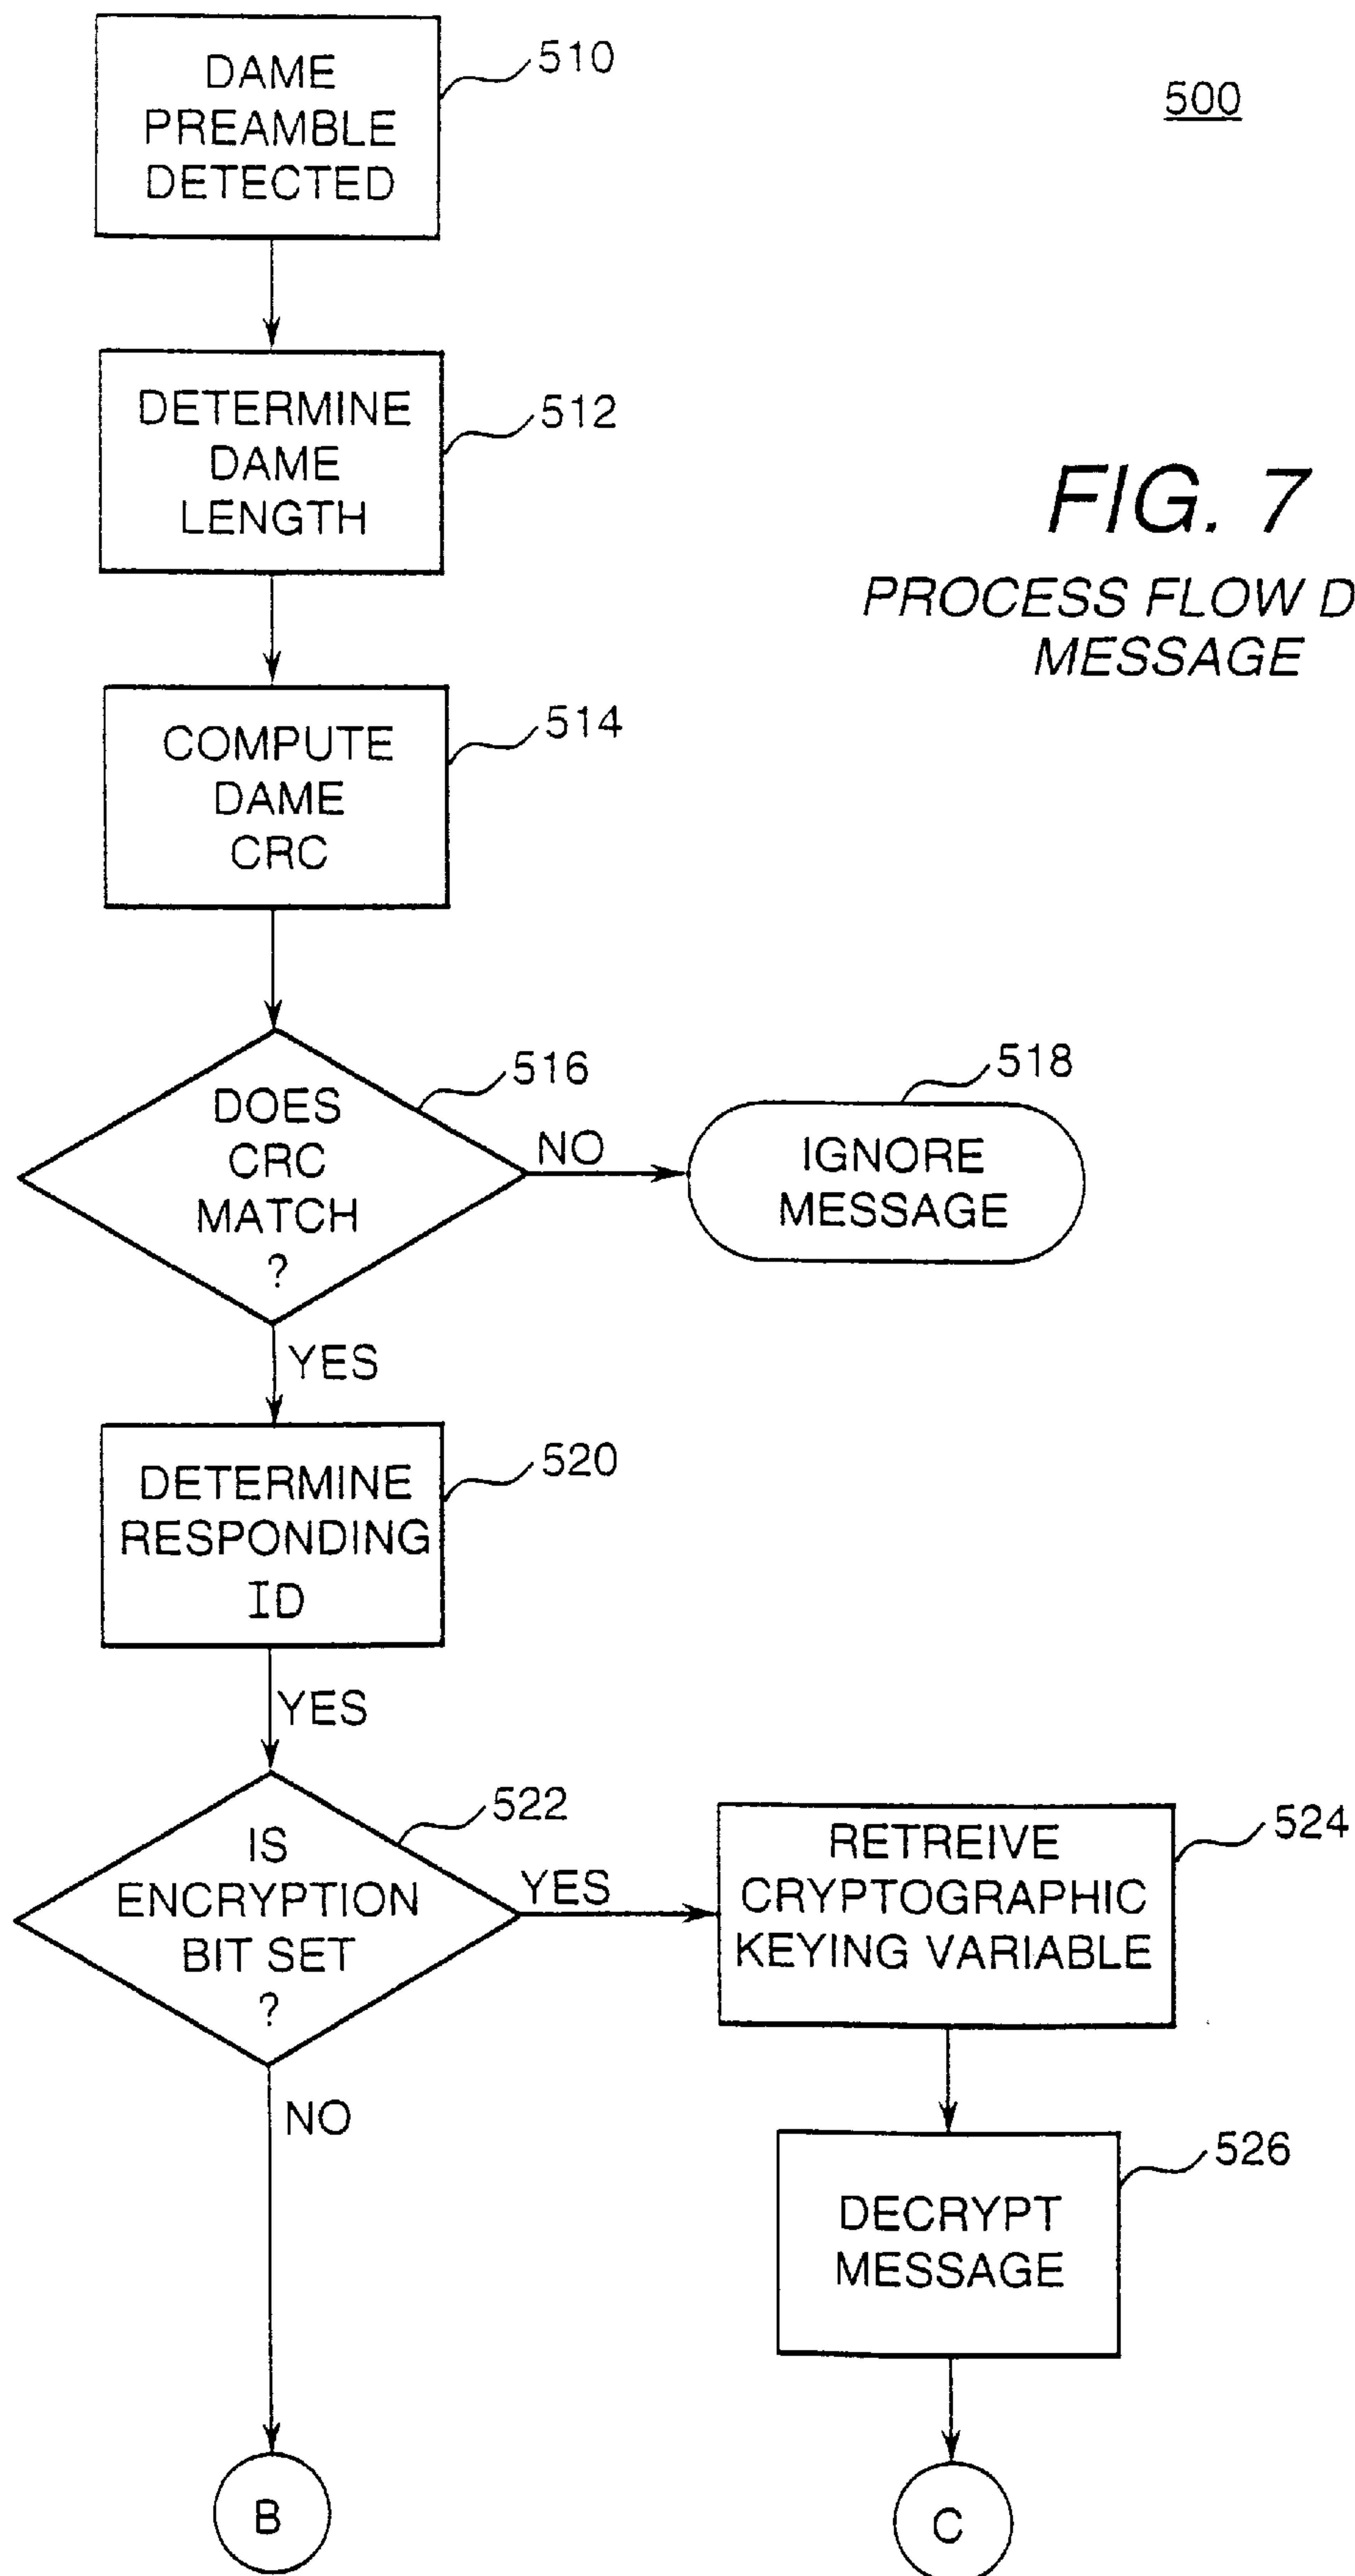 DAME
PREAMBLE
DETECTED
510
500
DETERMINE
DAME
LENGTH
512
FIG. 7
PROCESS FLOW D
MESSAGE
COMPUTE
DAME
CRC
514
DOES
CRC
MATCH
?
516
NO
IGNORE
MESSAGE
518
YES
DETERMINE
RESPONDING
ID
520
YES
IS
ENCRYPTION
BIT SET
?
522
YES
RETREIVE
CRYPTOGRAPHIC
KEYING VARIABLE
524
NO
DECRYPT
MESSAGE
526
B
C